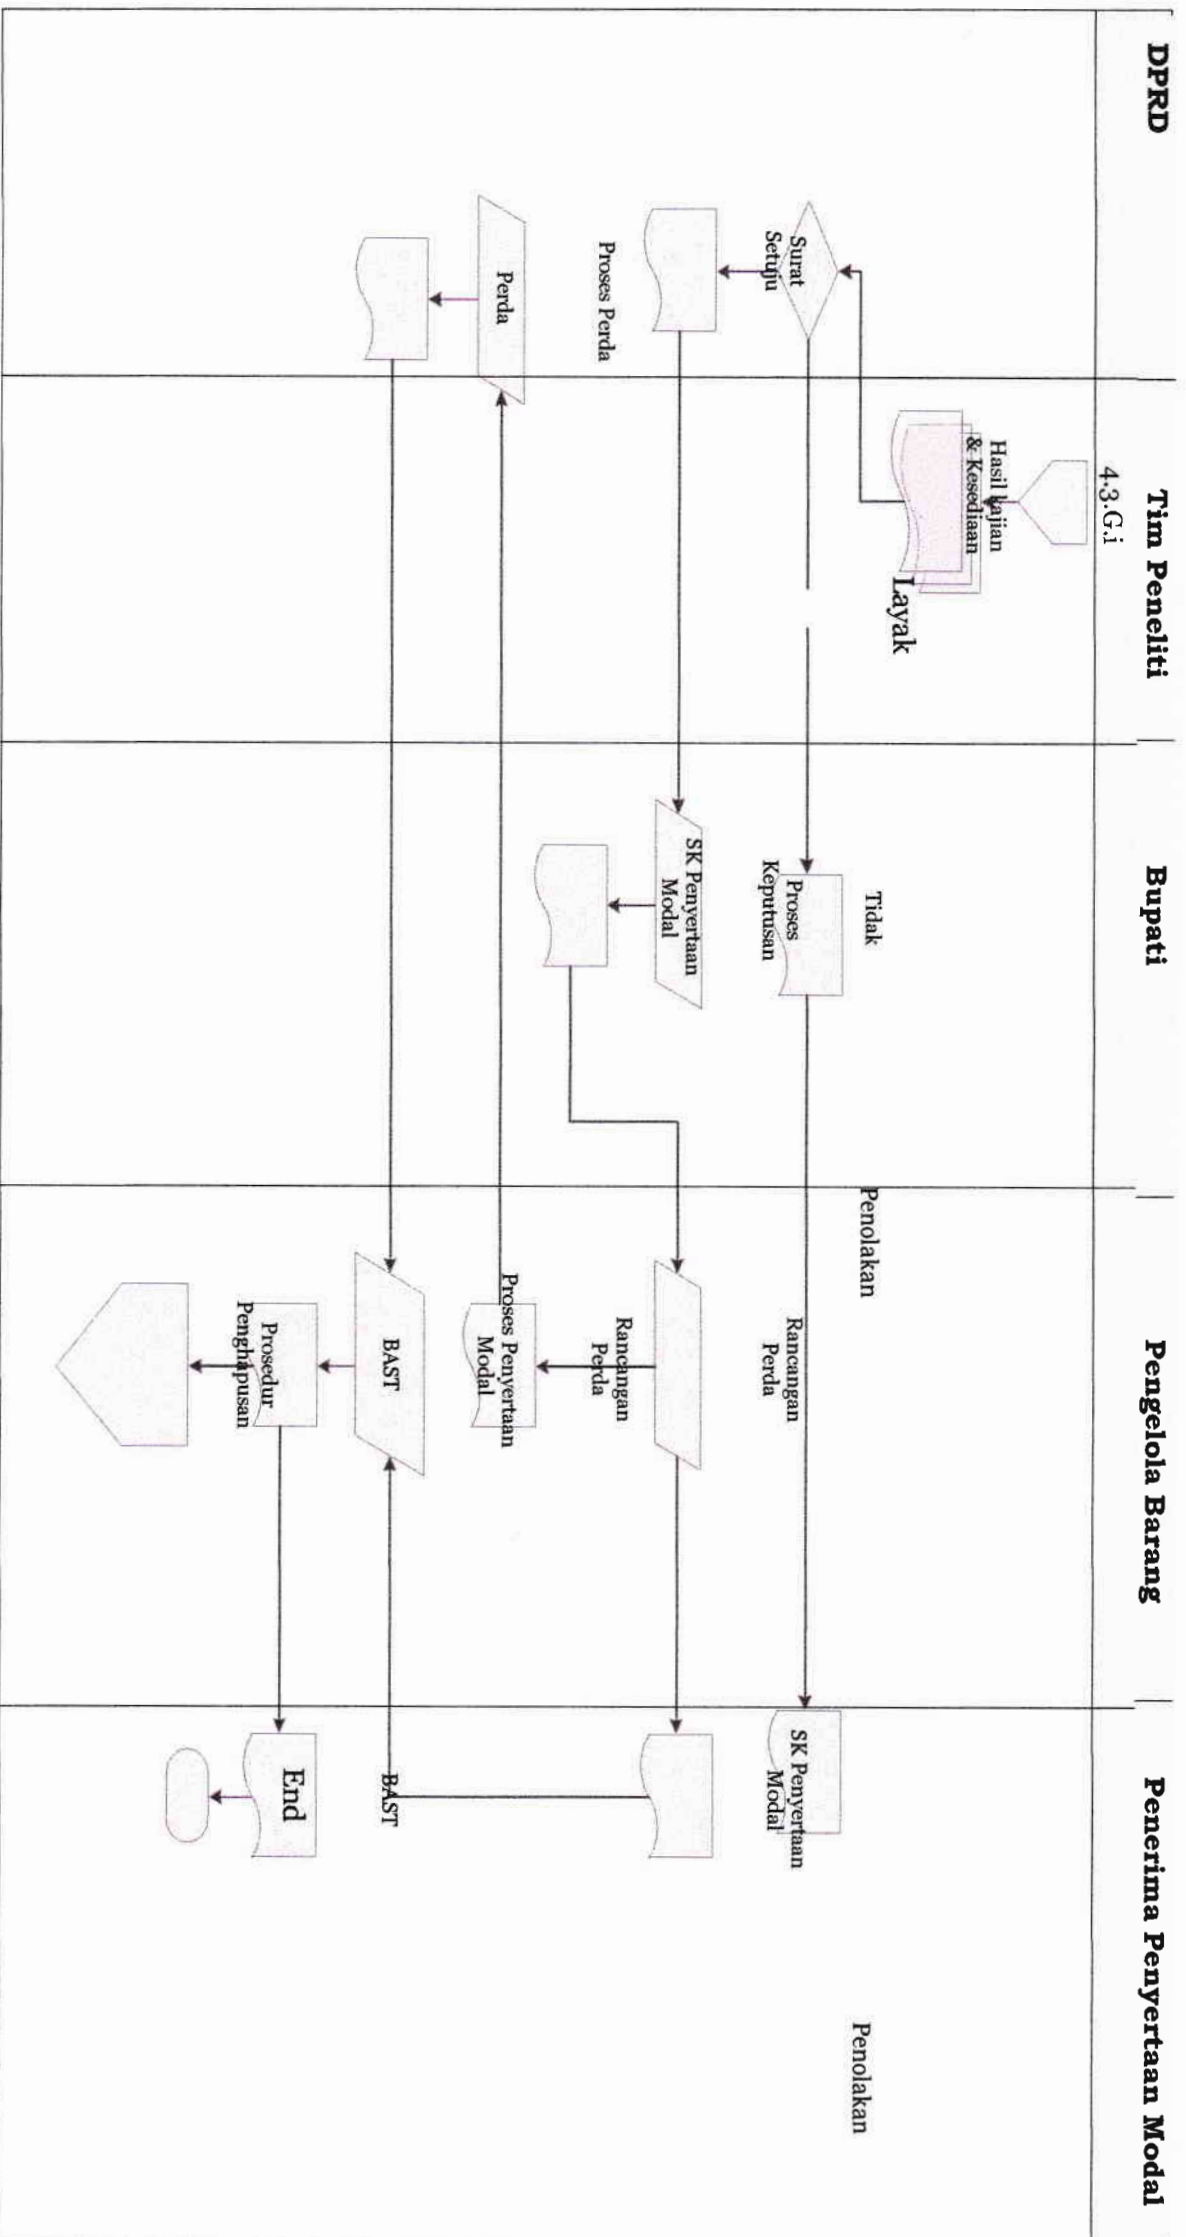 DPRD
Tim Peneliti
Bupati
Pengelola Barang
Penerima Penyertaan Modal
4.3.G.i
Hasil kajian
& Kesediaan
Layak
Surat
Setuju
Tidak
Proses
Keputusan
Penolakan
Rancangan
Perda
SK Penyertaan
Modal
Penolakan
Proses Perda
SK Penyertaan
Modal
Rancangan
Perda
Perda
Proses Penyertaan
Modal
BAST
BAST
Prosedur
Penghapusan
End